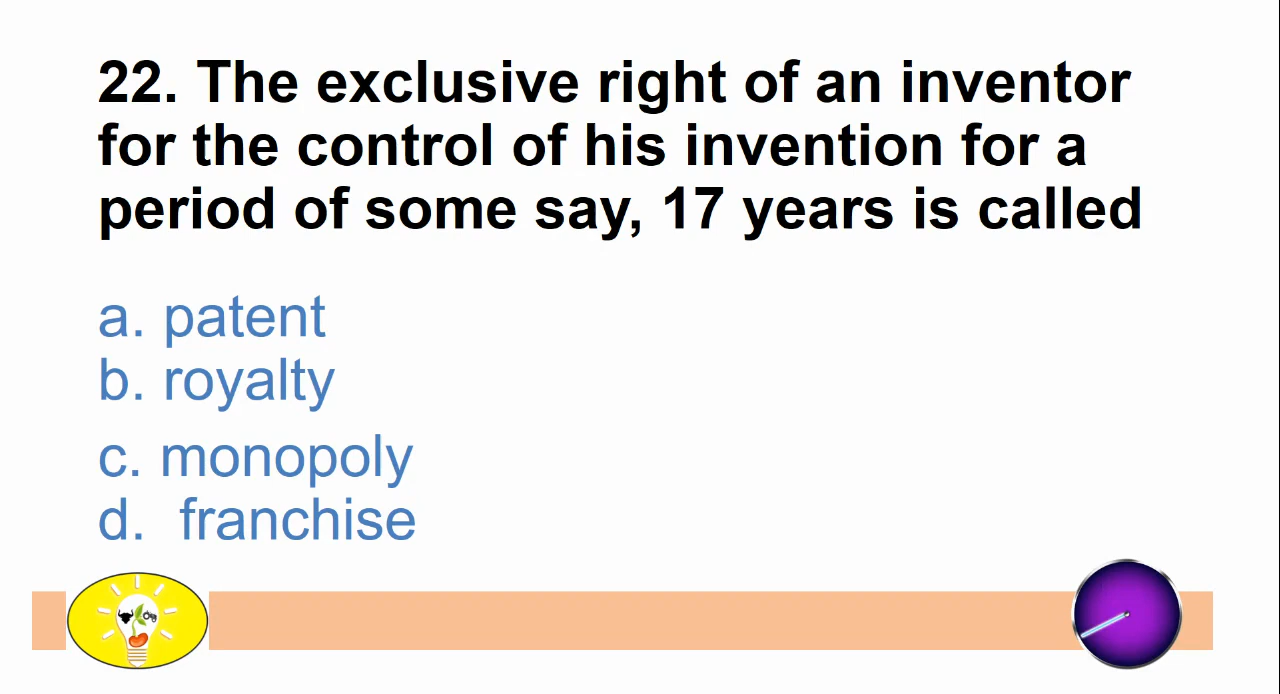 22. The exclusive right of an inventor
for the control of his invention for a
period of some say, 17 years is called
a. patent
b. royalty
c. monopoly
d. franchise